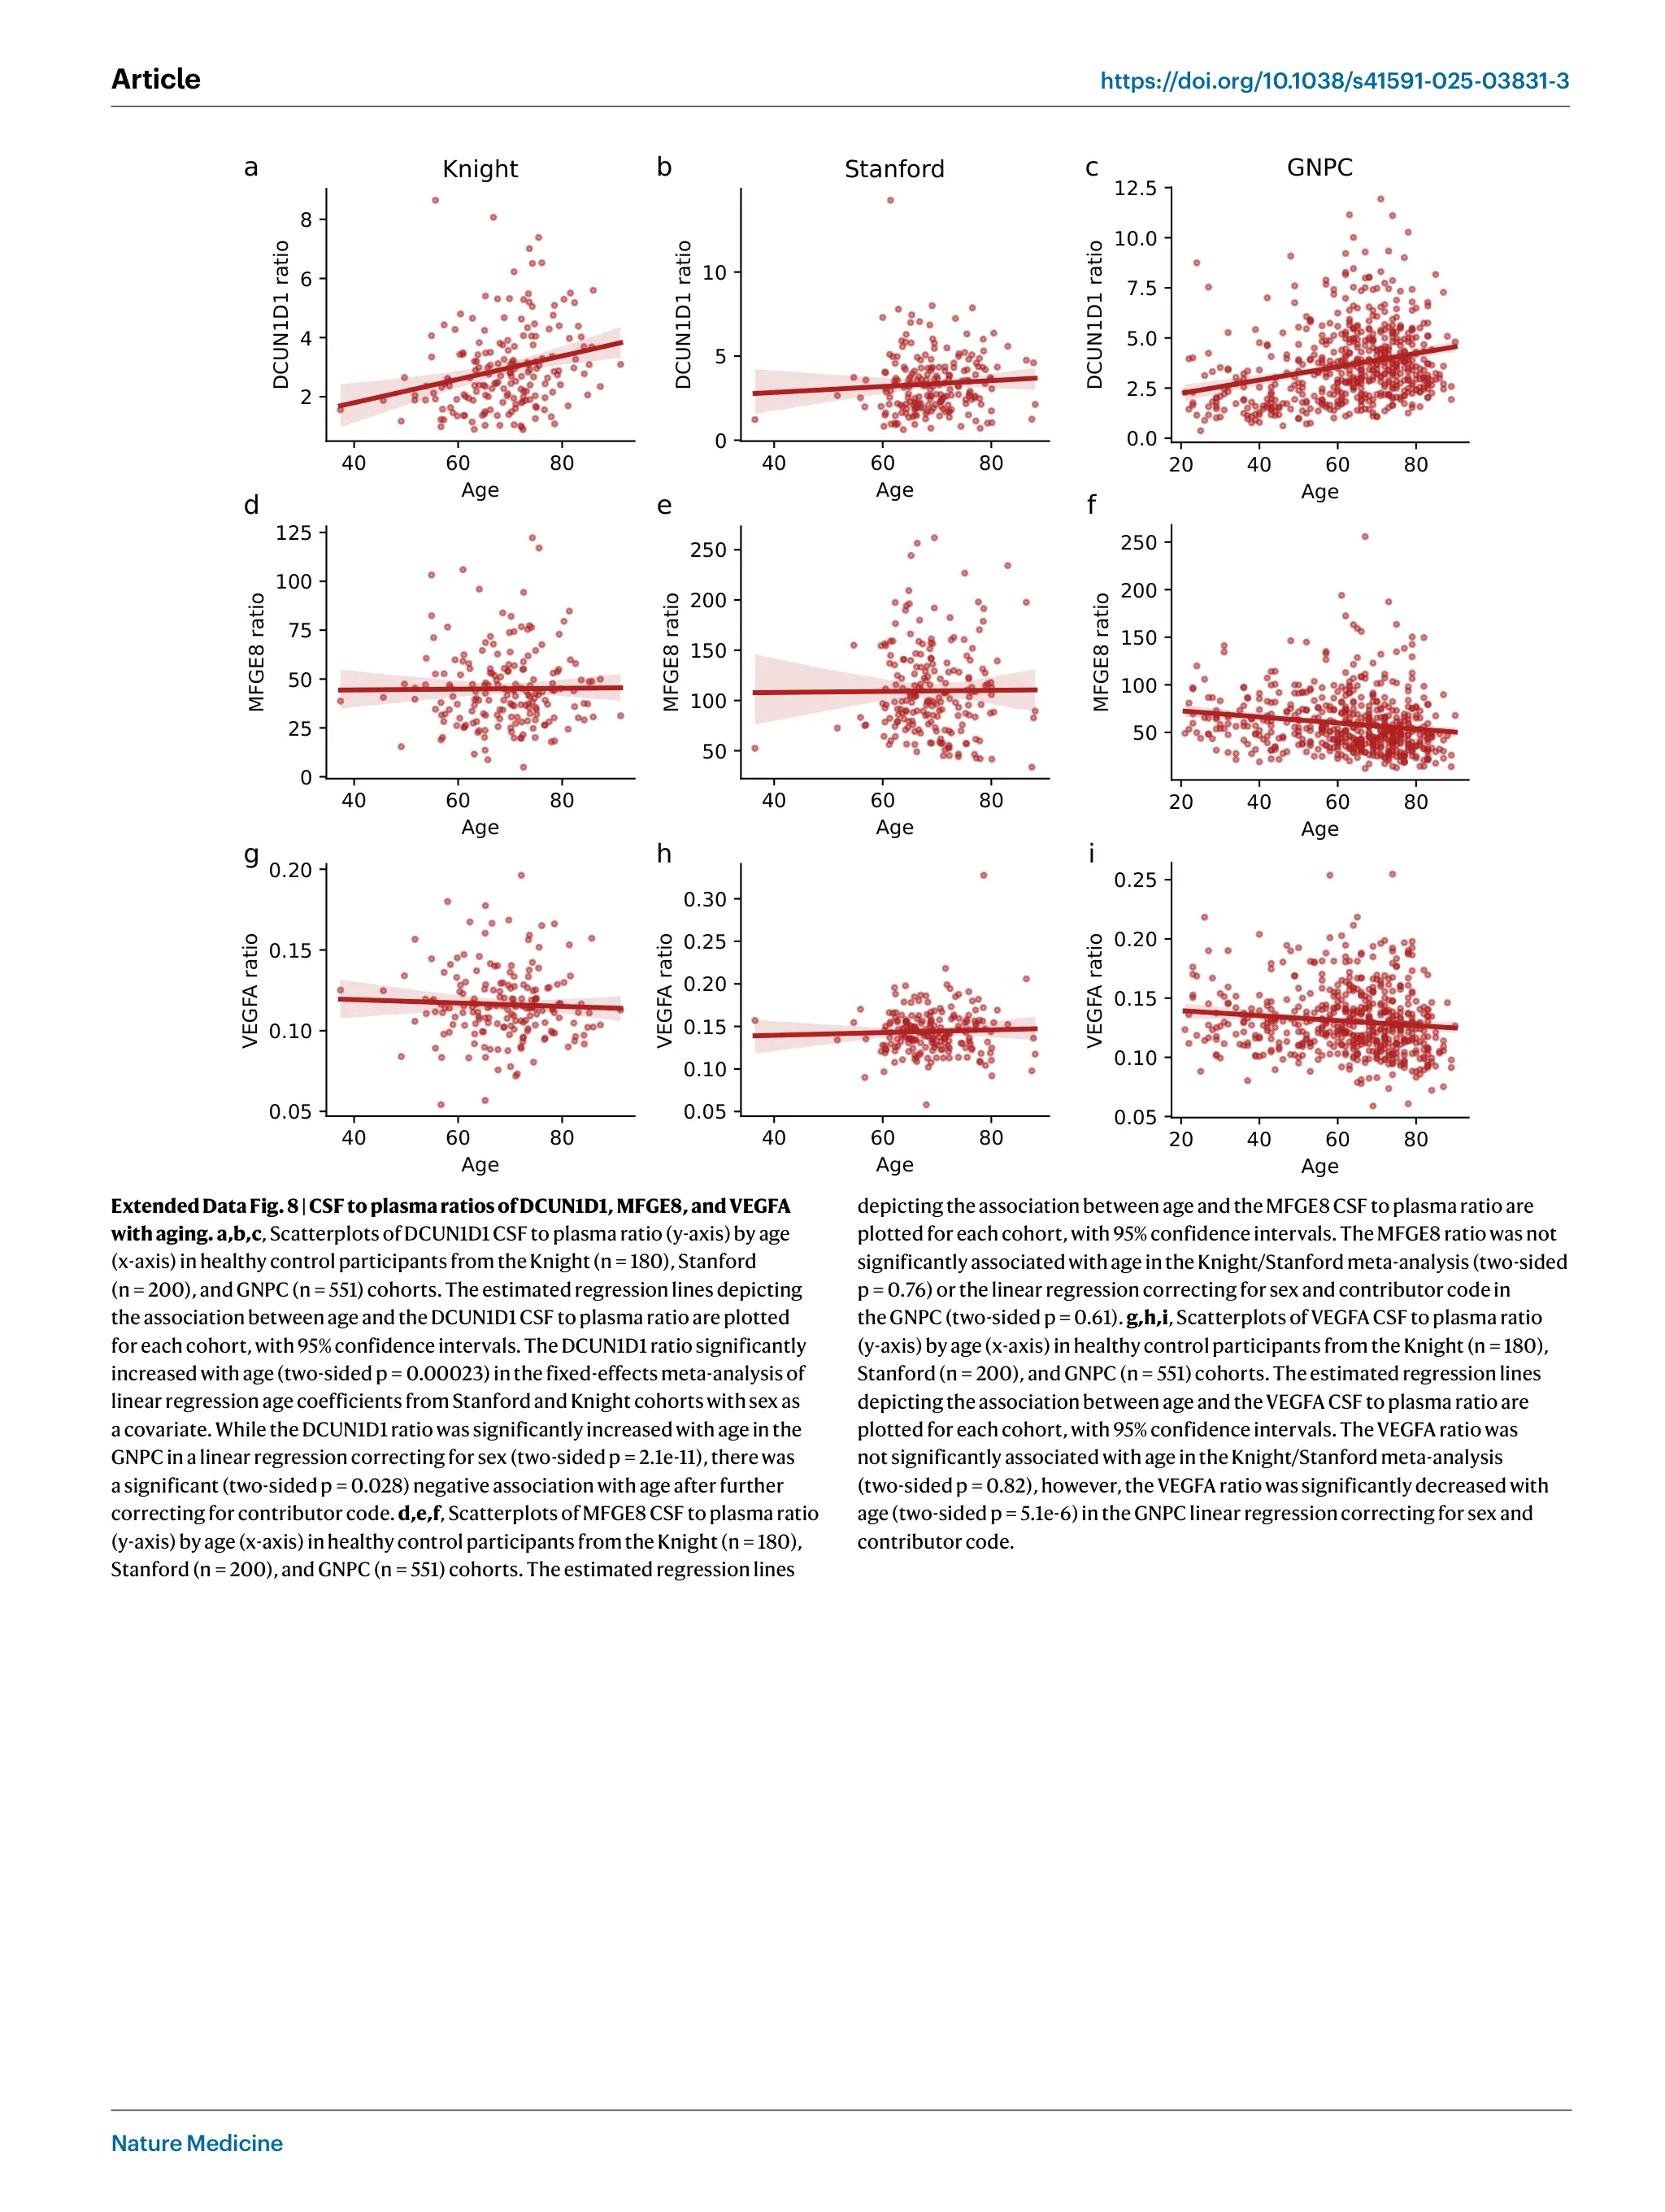 Article
https://doi.org/10.1038/s41591-025-03831-3
a
Knight
b
Stanford
c
GNPC
DCUN1D1 ratio
8
6
4
2
40
60
80
Age
DCUN1D1 ratio
10
5
0
40
60
80
Age
DCUN1D1 ratio
12.5
10.0
7.5
5.0
2.5
0.0
20
40
60
80
Age
d
MFGE8 ratio
125
100
75
50
25
0
40
60
80
Age
e
MFGE8 ratio
250
200
150
100
50
40
60
80
Age
f
MFGE8 ratio
250
200
150
100
50
20
40
60
80
Age
g
VEGFA ratio
0.20
0.15
0.10
0.05
40
60
80
Age
h
VEGFA ratio
0.30
0.25
0.20
0.15
0.10
0.05
40
60
80
Age
i
VEGFA ratio
0.25
0.20
0.15
0.10
0.05
20
40
60
80
Age
Extended Data Fig. 8 | CSF to plasma ratios of DCUN1D1, MFGE8, and VEGFA
with aging. a,b,c, Scatterplots of DCUN1D1 CSF to plasma ratio (y-axis) by age
(x-axis) in healthy control participants from the Knight (n = 180), Stanford
(n = 200), and GNPC (n = 551) cohorts. The estimated regression lines depicting
the association between age and the DCUN1D1 CSF to plasma ratio are plotted
for each cohort, with 95% confidence intervals. The DCUN1D1 ratio significantly
increased with age (two-sided p = 0.00023) in the fixed-effects meta-analysis of
linear regression age coefficients from Stanford and Knight cohorts with sex as
a covariate. While the DCUN1D1 ratio was significantly increased with age in the
GNPC in a linear regression correcting for sex (two-sided p = 2.1e-11), there was
a significant (two-sided p = 0.028) negative association with age after further
correcting for contributor code. d,e,f, Scatterplots of MFGE8 CSF to plasma ratio
(y-axis) by age (x-axis) in healthy control participants from the Knight (n = 180),
Stanford (n = 200), and GNPC (n = 551) cohorts. The estimated regression lines
depicting the association between age and the MFGE8 CSF to plasma ratio are
plotted for each cohort, with 95% confidence intervals. The MFGE8 ratio was not
significantly associated with age in the Knight/Stanford meta-analysis (two-sided
p = 0.76) or the linear regression correcting for sex and contributor code in
the GNPC (two-sided p = 0.61). g,h,i, Scatterplots of VEGFA CSF to plasma ratio
(y-axis) by age (x-axis) in healthy control participants from the Knight (n = 180),
Stanford (n = 200), and GNPC (n = 551) cohorts. The estimated regression lines
depicting the association between age and the VEGFA CSF to plasma ratio are
plotted for each cohort, with 95% confidence intervals. The VEGFA ratio was
not significantly associated with age in the Knight/Stanford meta-analysis
(two-sided p = 0.82), however, the VEGFA ratio was significantly decreased with
age (two-sided p = 5.1e-6) in the GNPC linear regression correcting for sex and
contributor code.
Nature Medicine